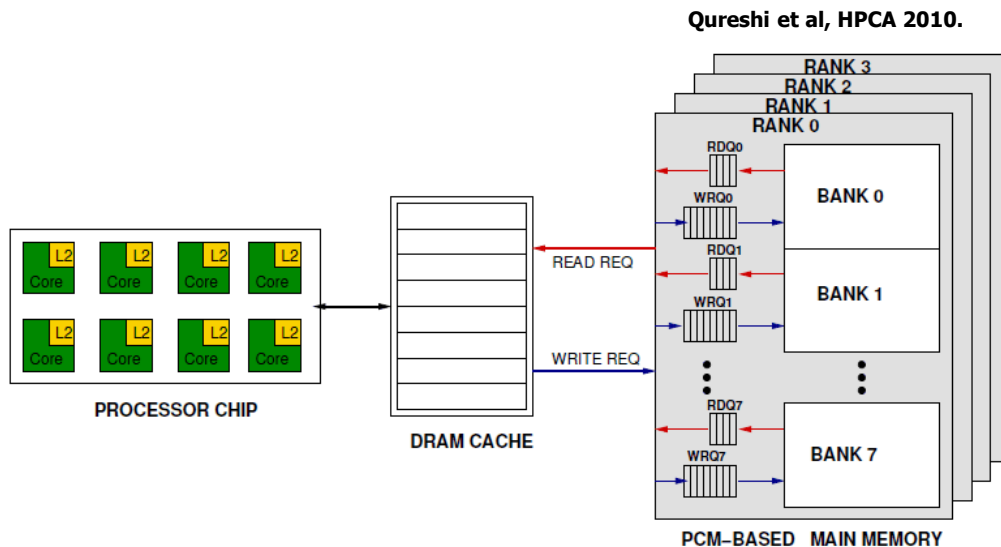 Qureshi et al, HPCA 2010.
RANK 3
RANK 2
RANK 1
RANK 0
RDQ0
BANK 0
WRQ0
READ REQ
RDQ1
BANK 1
WRQ1
WRITE REQ
RDQ7
BANK 7
WRQ7
L2 L2 L2 L2
Core Core Core Core
L2 L2 L2 L2
Core Core Core Core
PROCESSOR CHIP
DRAM CACHE
PCM-BASED MAIN MEMORY